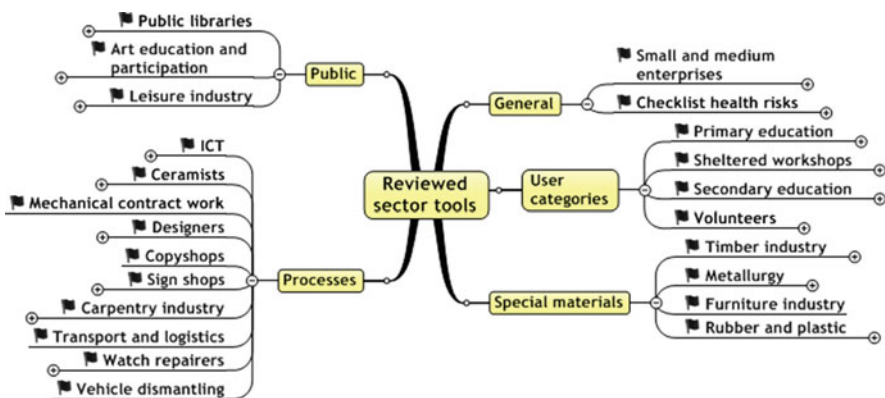 Public libraries
Art education and
participation
Leisure industry
Public
ICT
Ceramists
Mechanical contract work
Designers
Copyshops
Sign shops
Carpentry industry
Transport and logistics
Watch repairers
Vehicle dismantling
Processes
Reviewed
sector tools
General
Small and medium
enterprises
Checklist health risks
User
categories
Primary education
Sheltered workshops
Secondary education
Volunteers
Special materials
Timber industry
Metallurgy
Furniture industry
Rubber and plastic